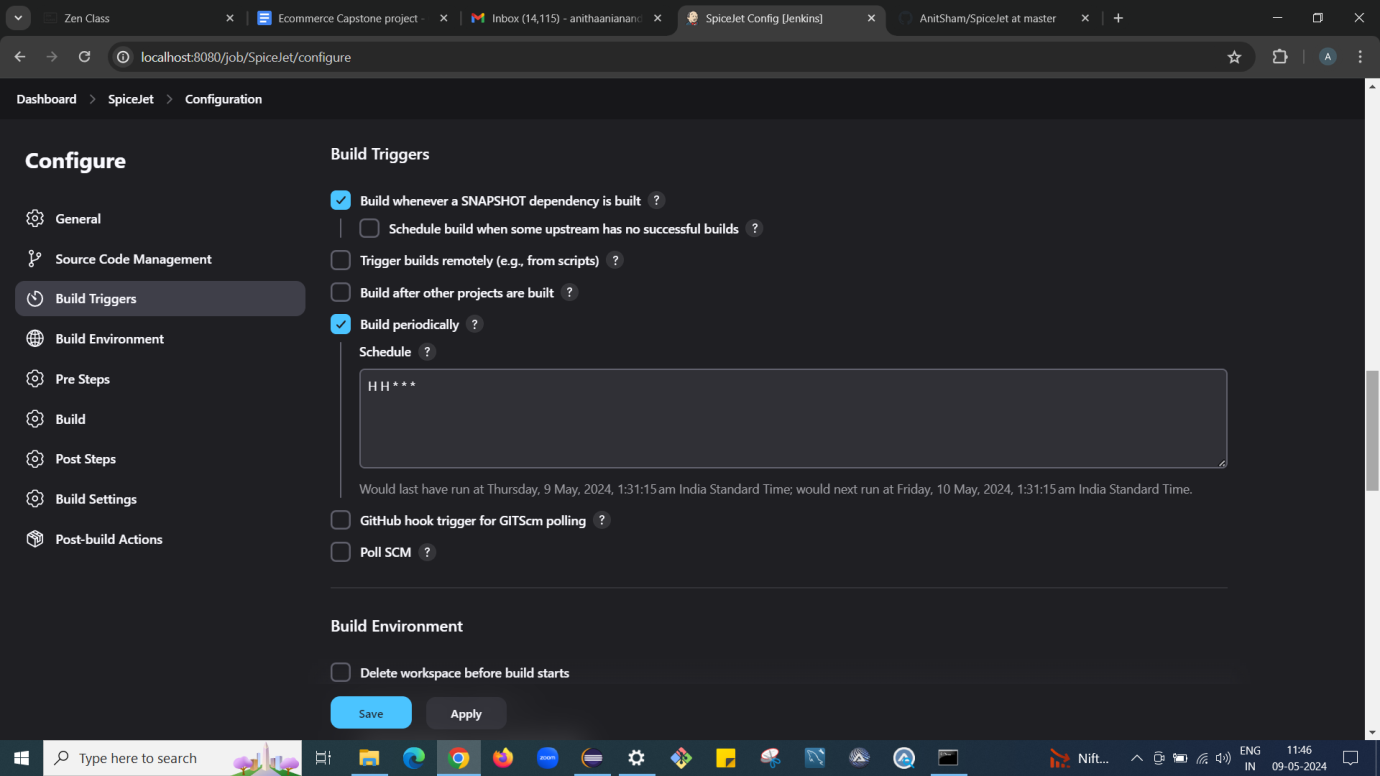 Zen Class
Ecommerce Capstone project -
Inbox (14,115) - anithaanianand
SpiceJet Config [Jenkins]
AnitSham/SpiceJet at master
localhost:8080/job/SpiceJet/configure
A
Dashboard
SpiceJet
Configuration
Configure
General
Source Code Management
Build Triggers
Build Environment
Pre Steps
Build
Post Steps
Build Settings
Post-build Actions
Build Triggers
Build whenever a SNAPSHOT dependency is built ?
Schedule build when some upstream has no successful builds ?
Trigger builds remotely (e.g., from scripts) ?
Build after other projects are built ?
Build periodically ?
Schedule ?
H H * * *
Would last have run at Thursday, 9 May, 2024, 1:31:15 am India Standard Time; would next run at Friday, 10 May, 2024, 1:31:15 am India Standard Time.
GitHub hook trigger for GITScm polling ?
Poll SCM ?
Build Environment
Delete workspace before build starts
Save
Apply
Type here to search
zoom
Nift...
ENG
IN
11:46
09-05-2024